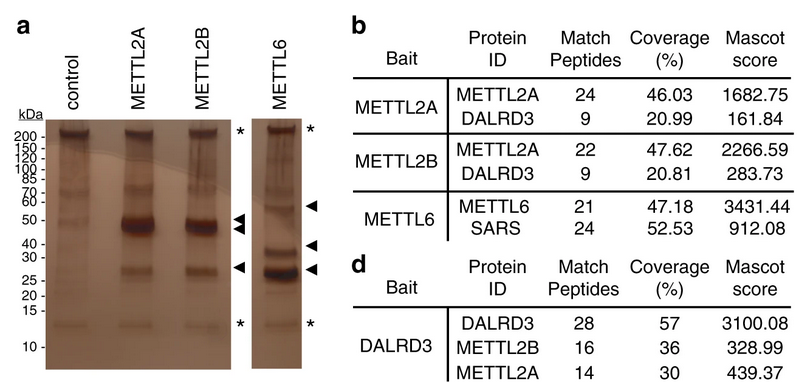 a
control
METTL2A
METTL2B
METTL6
kDa
200
150
120
100
85
70
60
50
40
30
25
20
15
10
*
*
*
*
b
Bait Protein ID Match Peptides Coverage (%) Mascot score
METTL2A METTL2A 24 46.03 1682.75
DALRD3 9 20.99 161.84
METTL2B METTL2A 22 47.62 2266.59
DALRD3 9 20.81 283.73
METTL6 METTL6 21 47.18 3431.44
SARS 24 52.53 912.08
d
Bait Protein ID Match Peptides Coverage (%) Mascot score
DALRD3 DALRD3 28 57 3100.08
METTL2B 16 36 328.99
METTL2A 14 30 439.37